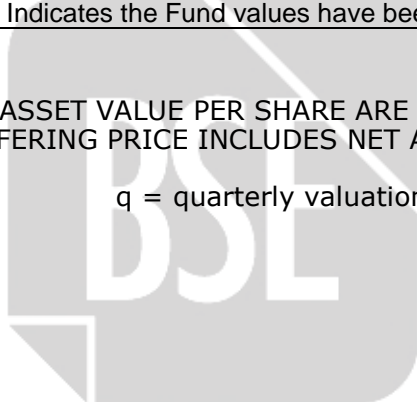 Indicates the Fund values have bee
ASSET VALUE PER SHARE ARE
FERING PRICE INCLUDES NET A
q = quarterly valuation
BSE